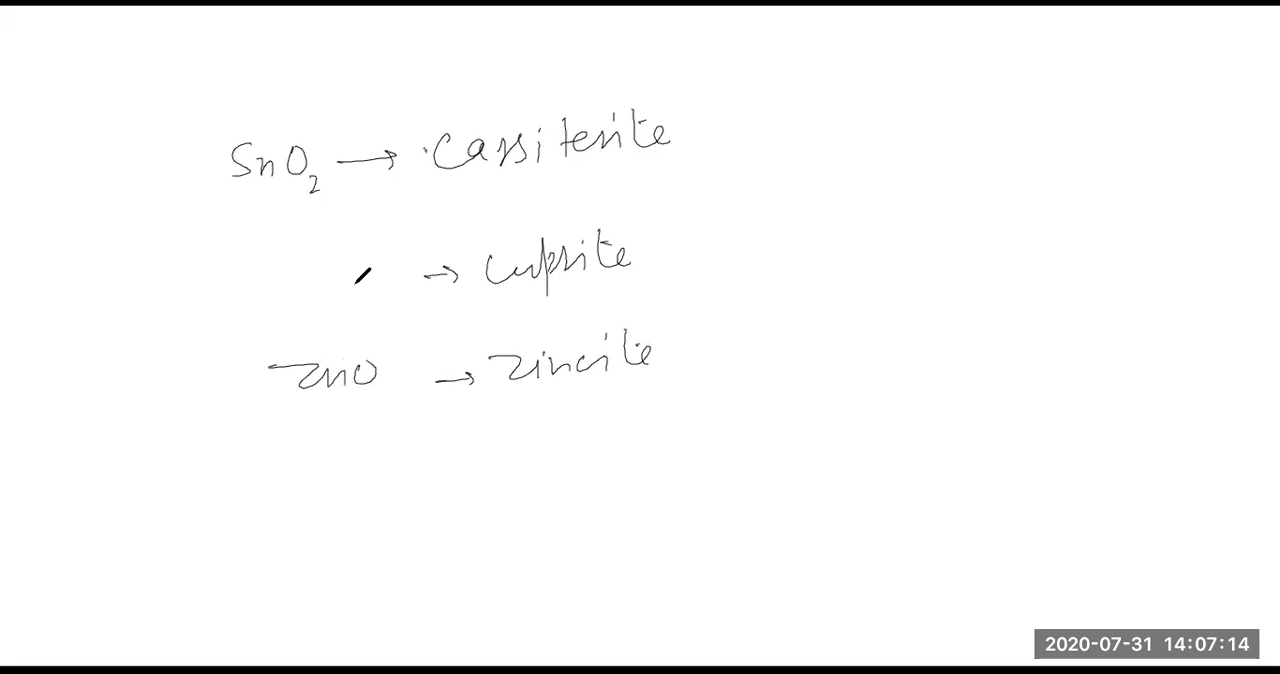 SnO₂ → Cassiterite
→ Cuprite
ZnO → Zincite
2020-07-31 14:07:14